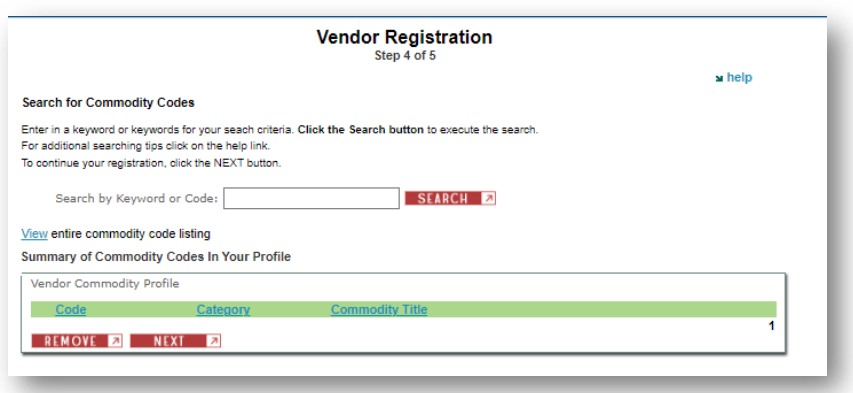 Vendor Registration
Step 4 of 5
help
Search for Commodity Codes
Enter in a keyword or keywords for your seach criteria. Click the Search button to execute the search.
For additional searching tips click on the help link.
To continue your registration, click the NEXT button.
Search by Keyword or Code: SEARCH
View entire commodity code listing
Summary of Commodity Codes In Your Profile
Vendor Commodity Profile
Code Category Commodity Title
1
REMOVE NEXT